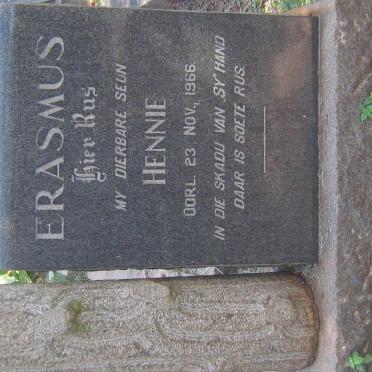 ERASMUS
Hier Rus
MY DIERBARE SEUN
HENNIE
OORL. 23 NOV., 1966.
IN DIE SKADU VAN „SY" HAND
DAAR IS SOETE RUS.